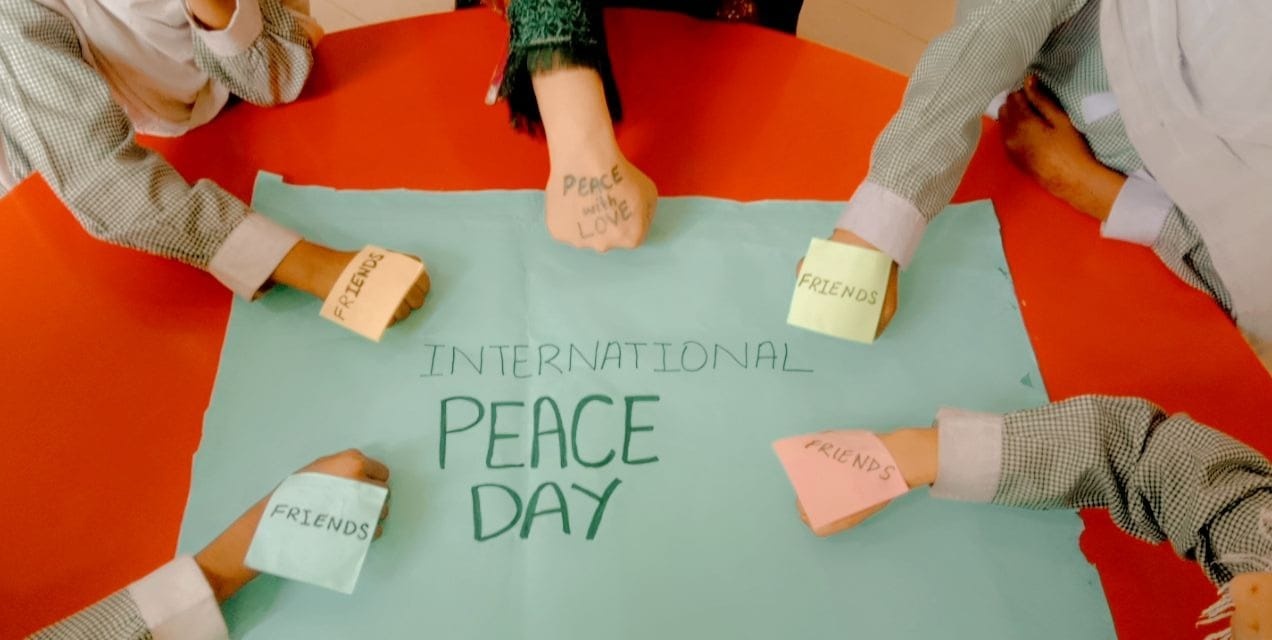 PEACE
with
LOVE
FRIENDS
FRIENDS
INTERNATIONAL
PEACE
DAY
FRIENDS
FRIENDS